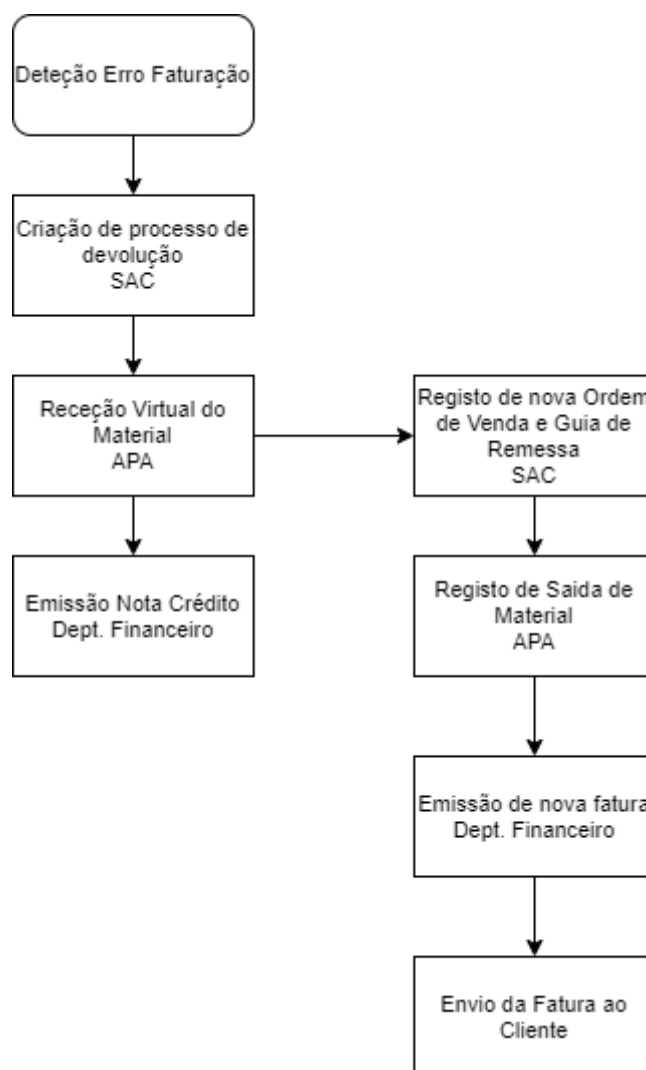 Deteção Erro Faturação
Criação de processo de
devolução
SAC
Receção Virtual do
Material
APA
Emissão Nota Crédito
Dept. Financeiro
Registo de nova Ordem
de Venda e Guia de
Remessa
SAC
Registo de Saida de
Material
APA
Emissão de nova fatura
Dept. Financeiro
Envio da Fatura ao
Cliente